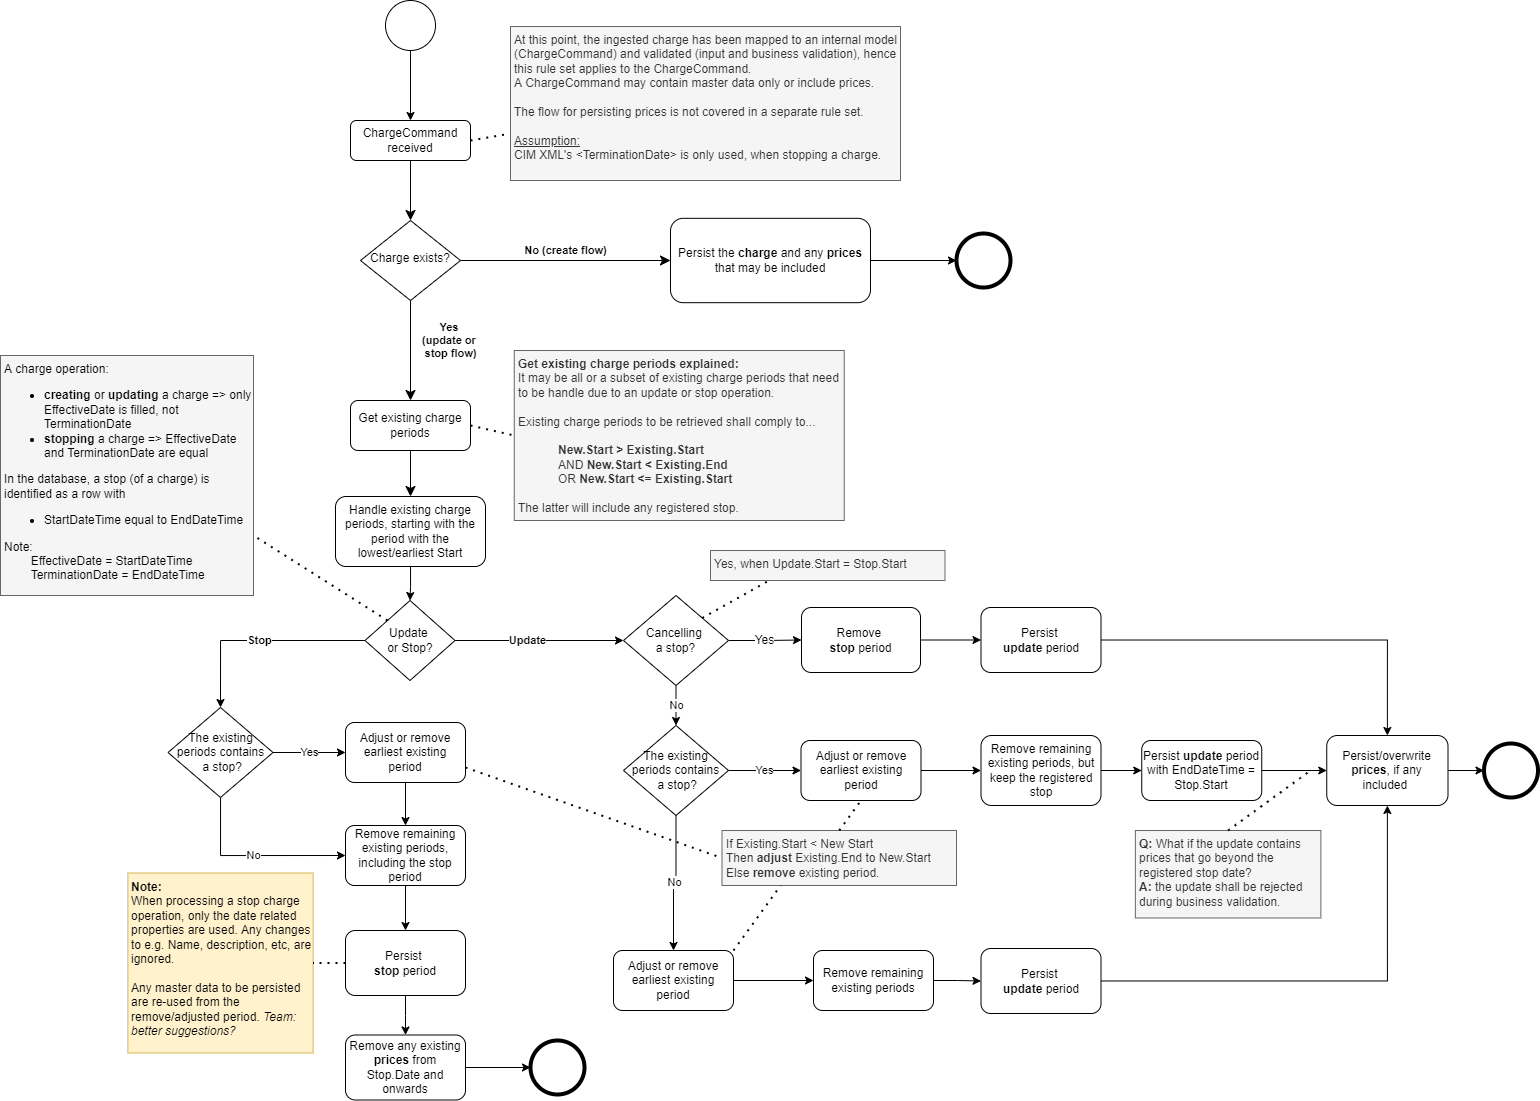 At this point, the ingested charge has been mapped to an internal model
(ChargeCommand) and validated (input and business validation), hence
this rule set applies to the ChargeCommand.
A ChargeCommand may contain master data only or include prices.
The flow for persisting prices is not covered in a separate rule set.
Assumption:
CIM XML's <TerminationDate> is only used, when stopping a charge.
ChargeCommand
received
Charge exists?
No (create flow)
Persist the charge and any prices
that may be included
Yes
(update or
stop flow)
Get existing charge periods explained:
It may be all or a subset of existing charge periods that need
to be handle due to an update or stop operation.
Existing charge periods to be retrieved shall comply to...
New.Start > Existing.Start
AND New.Start < Existing.End
OR New.Start <= Existing.Start
The latter will include any registered stop.
A charge operation:
• creating or updating a charge => only
EffectiveDate is filled, not
TerminationDate
• stopping a charge => EffectiveDate
and TerminationDate are equal
In the database, a stop (of a charge) is
identified as a row with
• StartDateTime equal to EndDateTime
Note:
EffectiveDate = StartDateTime
TerminationDate = EndDateTime
Get existing charge
periods
Handle existing charge
periods, starting with the
period with the
lowest/earliest Start
Update
or Stop?
Stop
Update
Yes, when Update.Start = Stop.Start
Cancelling
a stop?
Yes
Remove
stop period
Persist
update period
No
The existing
periods contains
a stop?
Yes
Adjust or remove
earliest existing
period
The existing
periods contains
a stop?
Yes
Adjust or remove
earliest existing
period
Remove remaining
existing periods, but
keep the registered
stop
Persist update period
with EndDateTime =
Stop.Start
Persist/overwrite
prices, if any
included
No
Remove remaining
existing periods,
including the stop
period
If Existing.Start < New Start
Then adjust Existing.End to New.Start
Else remove existing period.
Q: What if the update contains
prices that go beyond the
registered stop date?
A: the update shall be rejected
during business validation.
No
Note:
When processing a stop charge
operation, only the date related
properties are used. Any changes
to e.g. Name, description, etc, are
ignored.
Any master data to be persisted
are re-used from the
remove/adjusted period. Team:
better suggestions?
Persist
stop period
Adjust or remove
earliest existing
period
Remove remaining
existing periods
Persist
update period
Remove any existing
prices from
Stop.Date and
onwards